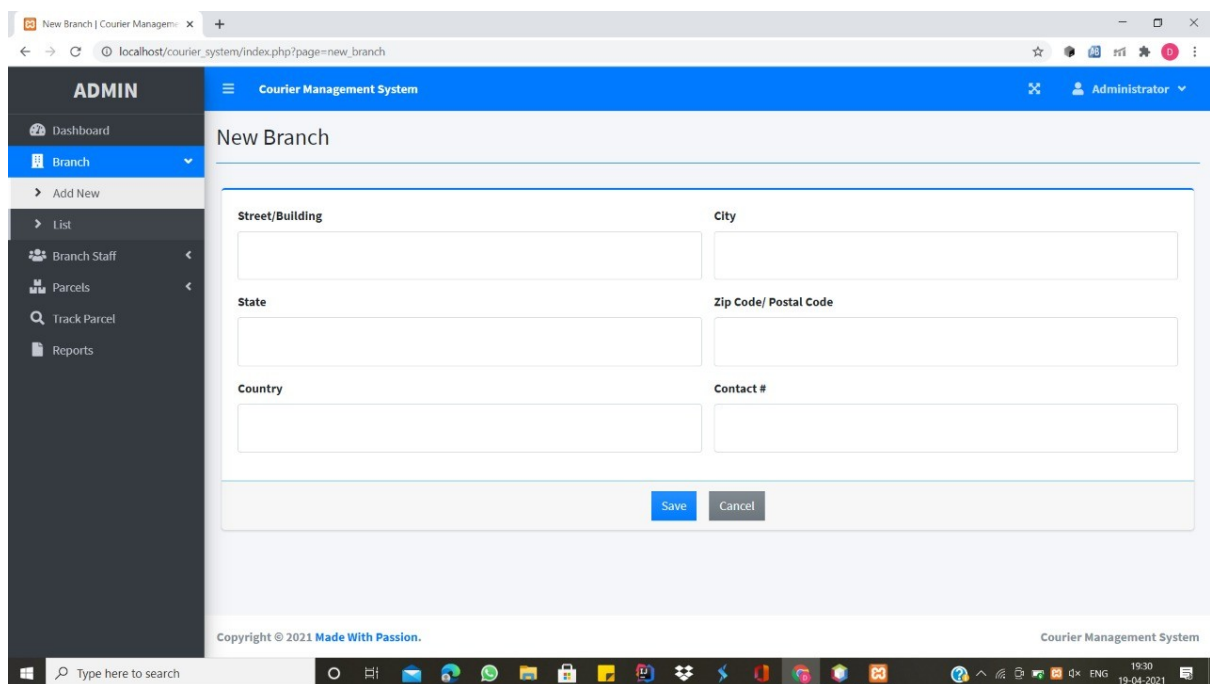 New Branch | Courier Manageme
localhost/courier_system/index.php?page=new_branch
D
ADMIN
Courier Management System
Administrator
Dashboard
New Branch
Branch
Add New
List
Branch Staff
Parcels
Track Parcel
Reports
Street/Building City
State Zip Code/ Postal Code
Country Contact #
Save Cancel
Copyright © 2021 Made With Passion. Courier Management System
Type here to search
ENG
19:30
19-04-2021